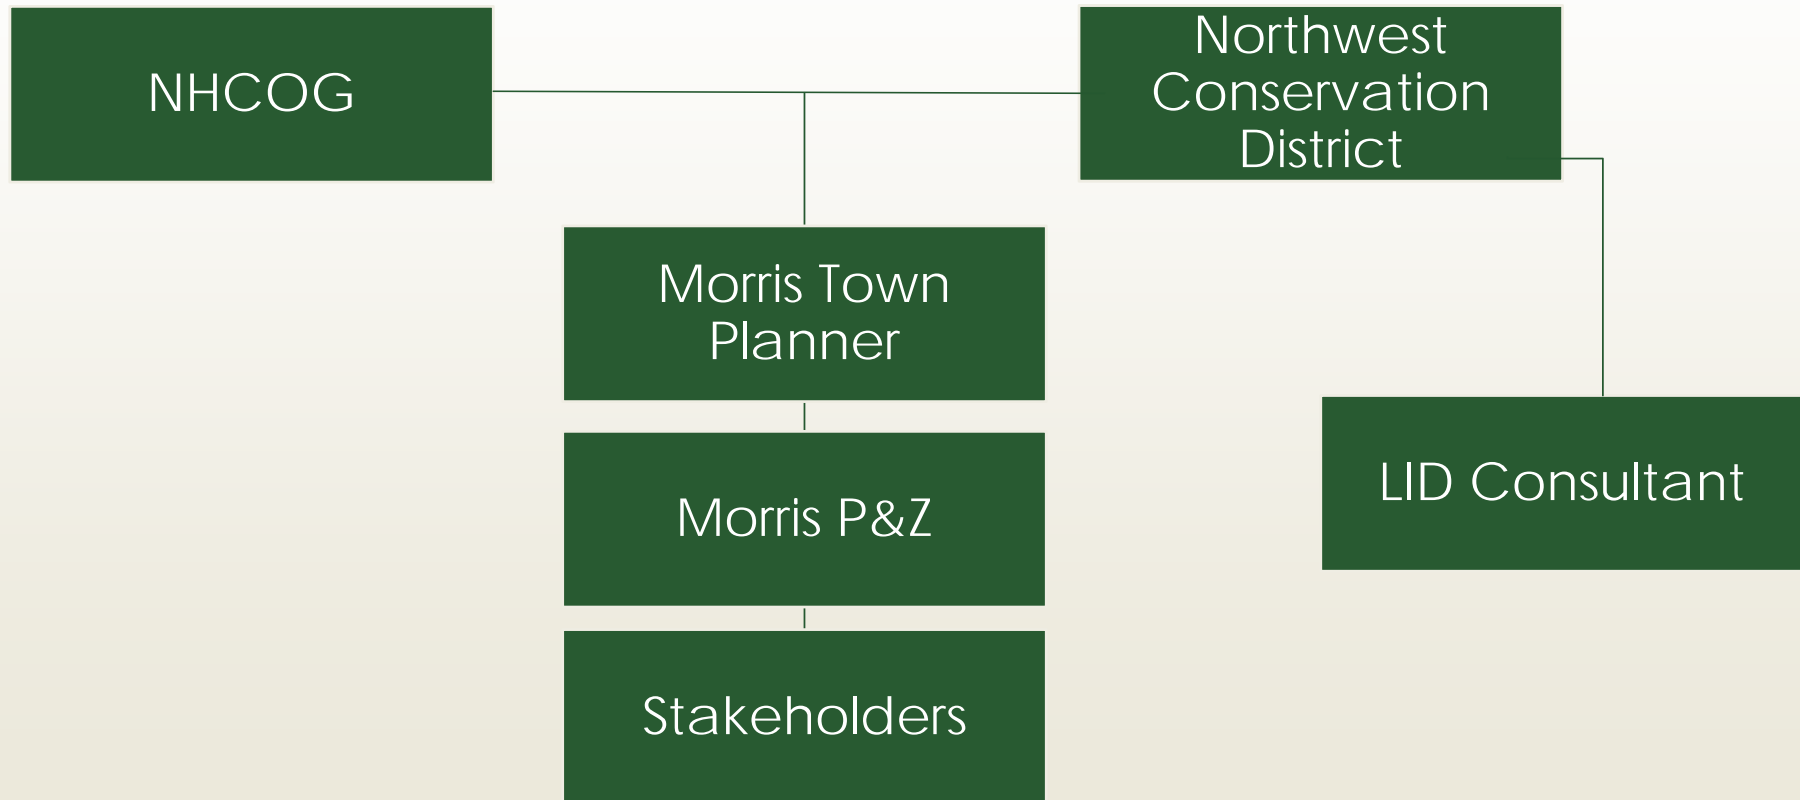 NHCOG
Northwest
Conservation
District
Morris Town
Planner
Morris P&Z
LID Consultant
Stakeholders